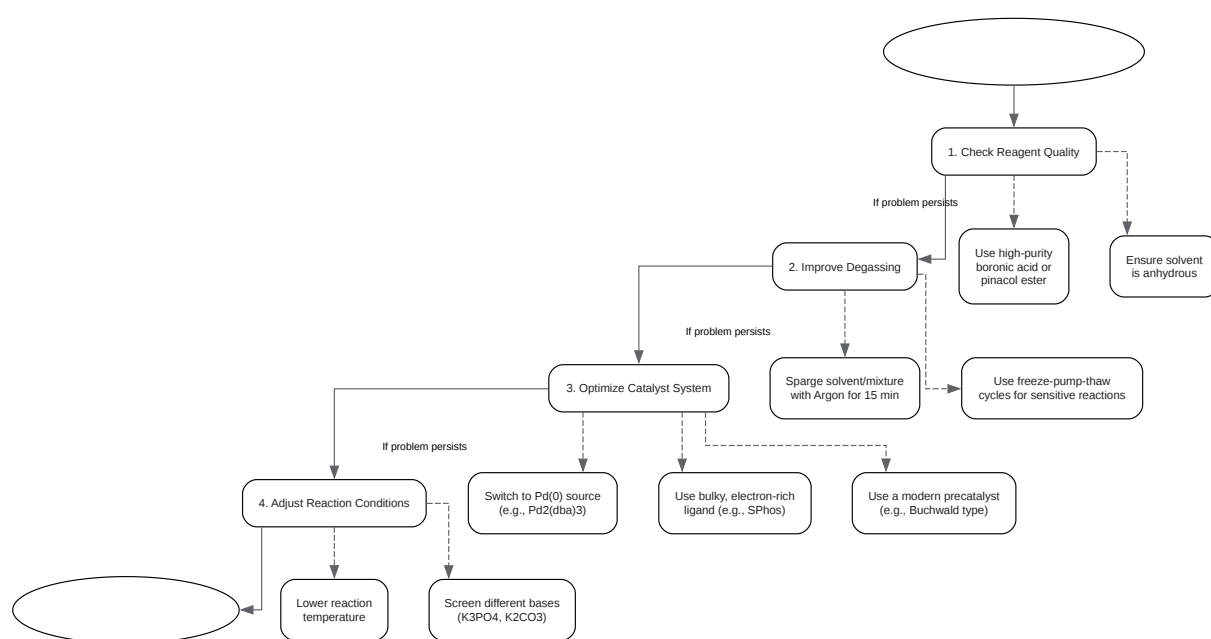 1. Check Reagent Quality
If problem persists
Use high-purity
boronic acid or
pinacol ester
Ensure solvent
is anhydrous
2. Improve Degassing
If problem persists
Sparge solvent/mixture
with Argon for 15 min
Use freeze-pump-thaw
cycles for sensitive reactions
3. Optimize Catalyst System
If problem persists
Switch to Pd(0) source
(e.g., Pd2(dba)3)
Use bulky, electron-rich
ligand (e.g., SPhos)
Use a modern precatalyst
(e.g., Buchwald type)
4. Adjust Reaction Conditions
Lower reaction
temperature
Screen different bases
(K3PO4, K2CO3)